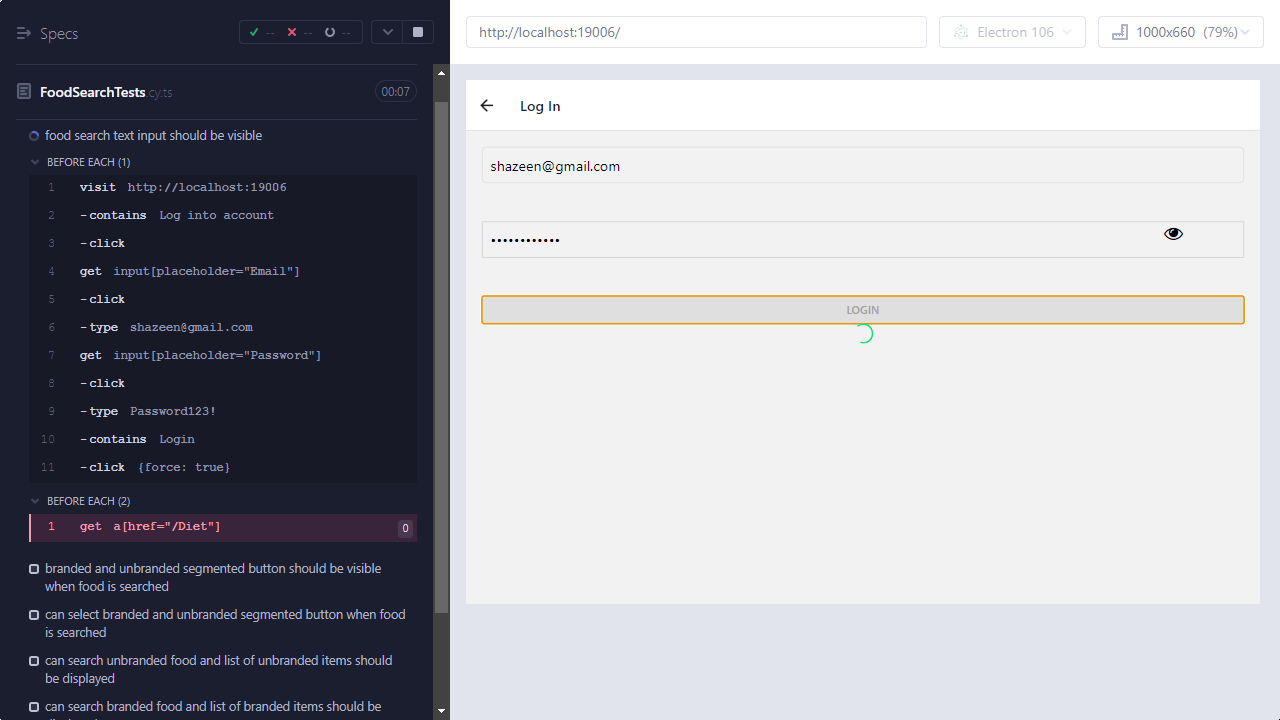 Specs
-- -- --
FoodSearchTests.cy.ts 00:07
food search text input should be visible
BEFORE EACH (1)
1 visit http://localhost:19006
2 -contains Log into account
3 -click
4 get input[placeholder="Email"]
5 -click
6 -type shazeen@gmail.com
7 get input[placeholder="Password"]
8 -click
9 -type Password123!
10 -contains Login
11 -click {force: true}
BEFORE EACH (2)
1 get a[href="/Diet"] 0
branded and unbranded segmented button should be visible
when food is searched
can select branded and unbranded segmented button when food
is searched
can search unbranded food and list of unbranded items should
be displayed
can search branded food and list of branded items should be
http://localhost:19006/
Electron 106
1000x660 (79%)
Log In
shazeen@gmail.com
••••••••••••
LOGIN